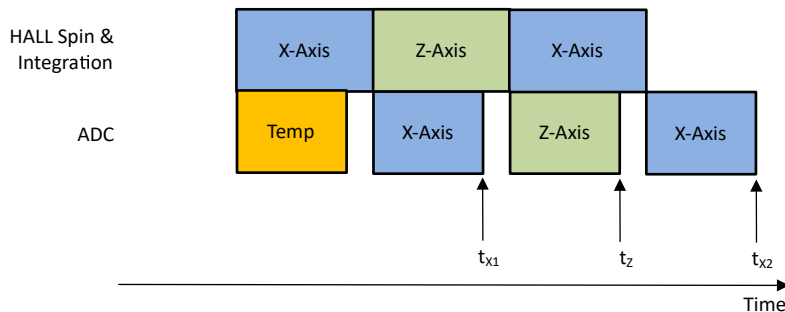 HALL Spin &
Integration
X-Axis
Z-Axis
X-Axis
ADC
Temp
X-Axis
Z-Axis
X-Axis
tX1
tZ
tX2
Time